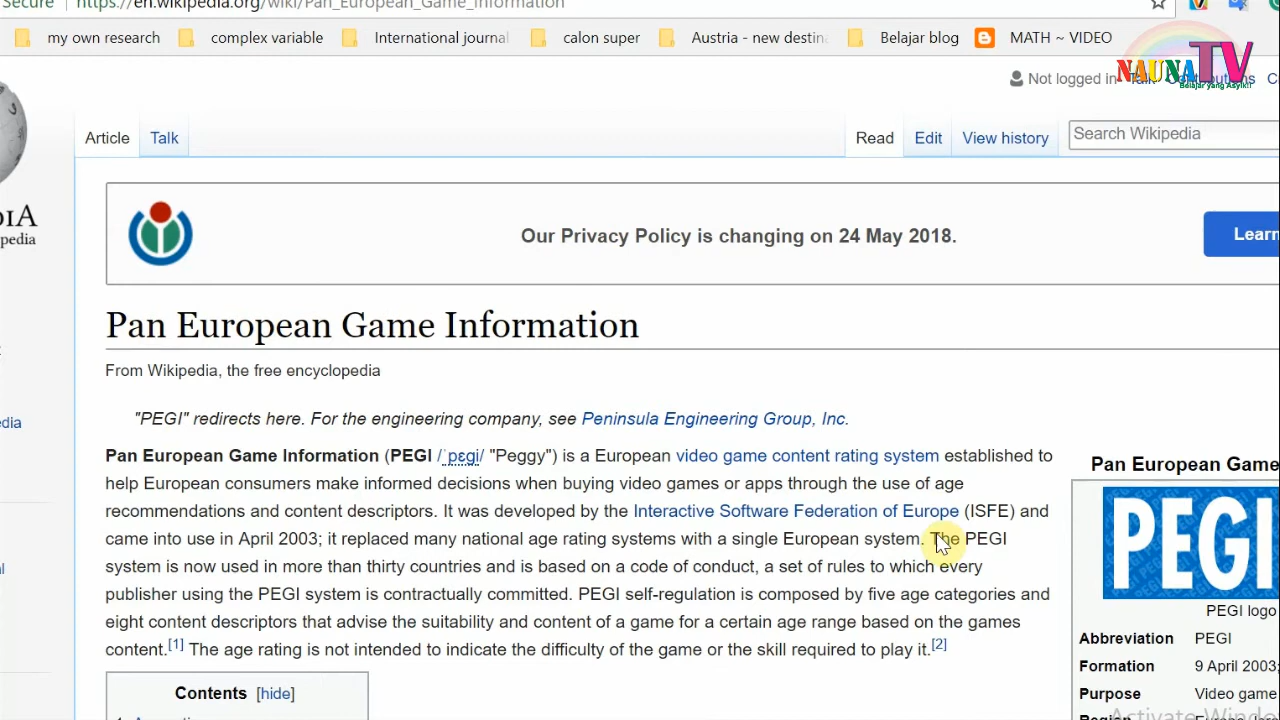 Secure https://en.wikipedia.org/wiki/Pan_European_Game_Information
my own research complex variable International journal calon super Austria - new destina Belajar blog MATCH ~ VIDEO
NAUNA TV
Belajar yang Asyik!!
Not logged in Talk Contributions C
Article Talk Read Edit View history Search Wikipedia
IA
pedia
Our Privacy Policy is changing on 24 May 2018. Learn
Pan European Game Information
From Wikipedia, the free encyclopedia
"PEGI" redirects here. For the engineering company, see Peninsula Engineering Group, Inc.
edia
Pan European Game Information (PEGI /ˈpɛɡi/ "Peggy") is a European video game content rating system established to
help European consumers make informed decisions when buying video games or apps through the use of age
recommendations and content descriptors. It was developed by the Interactive Software Federation of Europe (ISFE) and
came into use in April 2003; it replaced many national age rating systems with a single European system. The PEGI
system is now used in more than thirty countries and is based on a code of conduct, a set of rules to which every
publisher using the PEGI system is contractually committed. PEGI self-regulation is composed by five age categories and
eight content descriptors that advise the suitability and content of a game for a certain age range based on the games
content.[1] The age rating is not intended to indicate the difficulty of the game or the skill required to play it.[2]
Contents [hide]
Pan European Game
PEGI
PEGI logo
Abbreviation PEGI
Formation 9 April 2003;
Purpose Video game
Region
Activate Windo